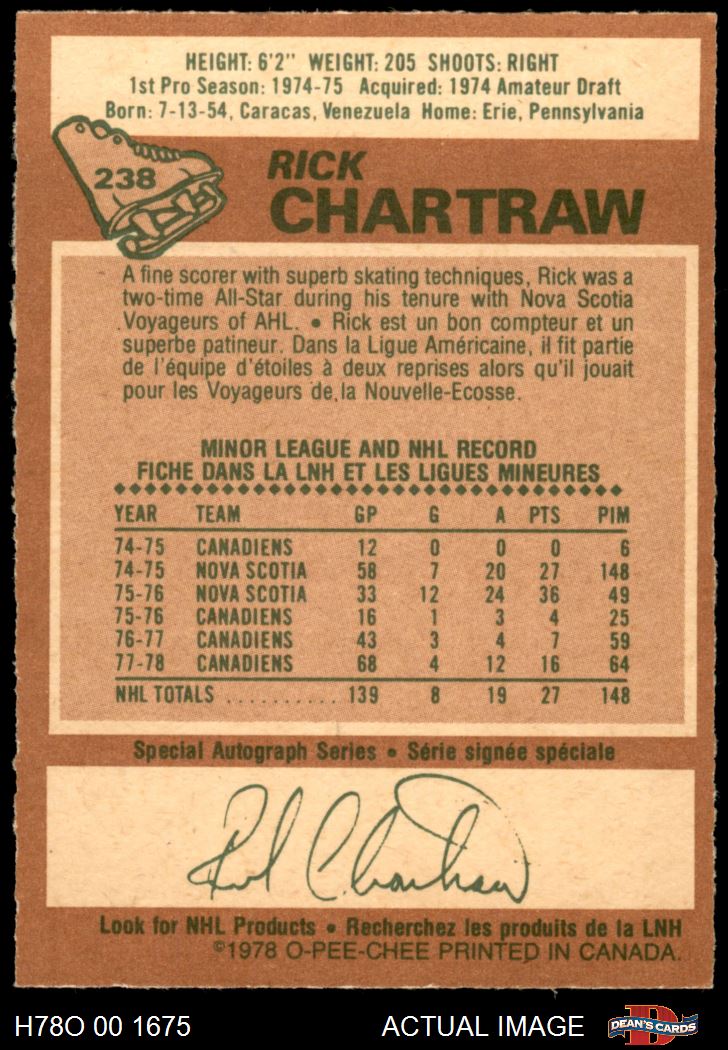 HEIGHT: 6'2" WEIGHT: 205 SHOOTS: RIGHT
1st Pro Season: 1974-75 Acquired: 1974 Amateur Draft
Born: 7-13-54, Caracas, Venezuela Home: Erie, Pennsylvania
238
RICK
CHARTRAW
A fine scorer with superb skating techniques, Rick was a
two-time All-Star during his tenure with Nova Scotia
Voyageurs of AHL. • Rick est un bon compteur et un
superbe patineur. Dans la Ligue Américaine, il fit partie
de l'équipe d'étoiles à deux reprises alors qu'il jouait
pour les Voyageurs de la Nouvelle-Ecosse.
MINOR LEAGUE AND NHL RECORD
FICHE DANS LA LNH ET LES LIGUES MINEURES
YEAR TEAM GP G A PTS PIM
74-75 CANADIENS 12 0 0 0 6
74-75 NOVA SCOTIA 58 7 20 27 148
75-76 NOVA SCOTIA 33 12 24 36 49
75-76 CANADIENS 16 1 3 4 25
76-77 CANADIENS 43 3 4 7 59
77-78 CANADIENS 68 4 12 16 64
NHL TOTALS .......... 139 8 19 27 148
Special Autograph Series • Série signée spéciale
Rick Chartraw
Look for NHL Products • Recherchez les produits de la LNH
©1978 O-PEE-CHEE PRINTED IN CANADA.
H78O 00 1675 ACTUAL IMAGE D DEAN'S CARDS